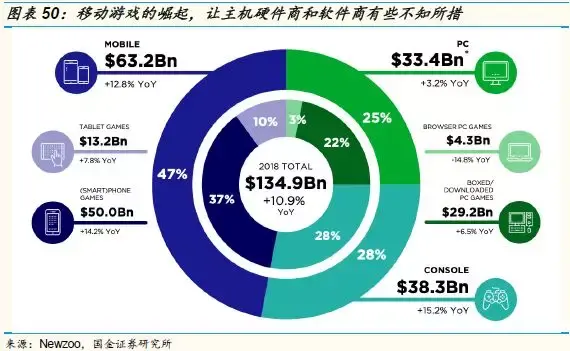 图表 50：移动游戏的崛起，让主机硬件商和软件商有些不知所措
MOBILE
$63.2Bn
+12.8% YoY
TABLET GAMES
$13.2Bn
+7.8% YoY
(SMART)PHONE
GAMES
$50.0Bn
+14.2% YoY
47%
37%
10%
3%
22%
25%
28%
28%
2018 TOTAL
$134.9Bn
+10.9%
YoY
PC
$33.4Bn*
+3.2% YoY
BROWSER PC GAMES
$4.3Bn
-14.8% YoY
BOXED/
DOWNLOADED
PC GAMES
$29.2Bn
+6.5% YoY
CONSOLE
$38.3Bn
+15.2% YoY
来源：Newzoo，国金证券研究所